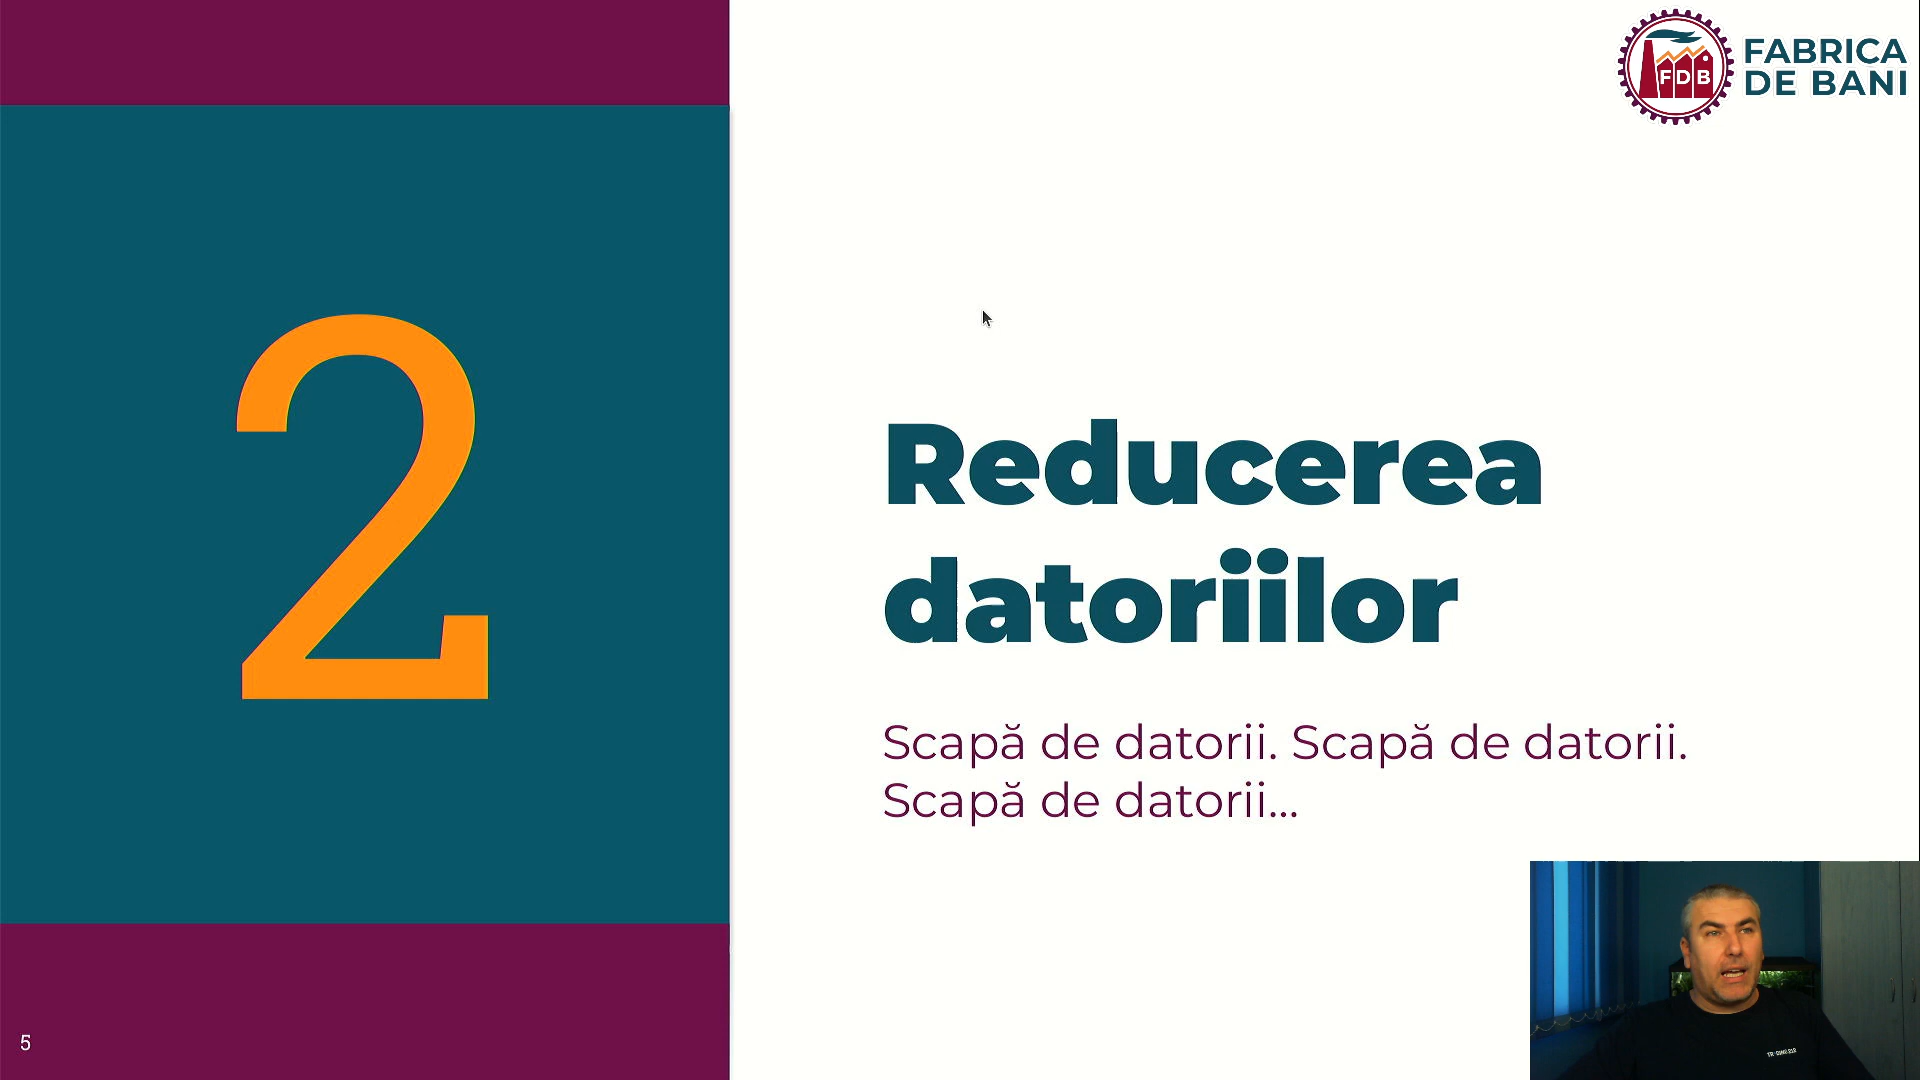 FDB
FABRICA
DE BANI
2
Reducerea
datoriilor
Scapă de datorii. Scapă de datorii.
Scapă de datorii...
5